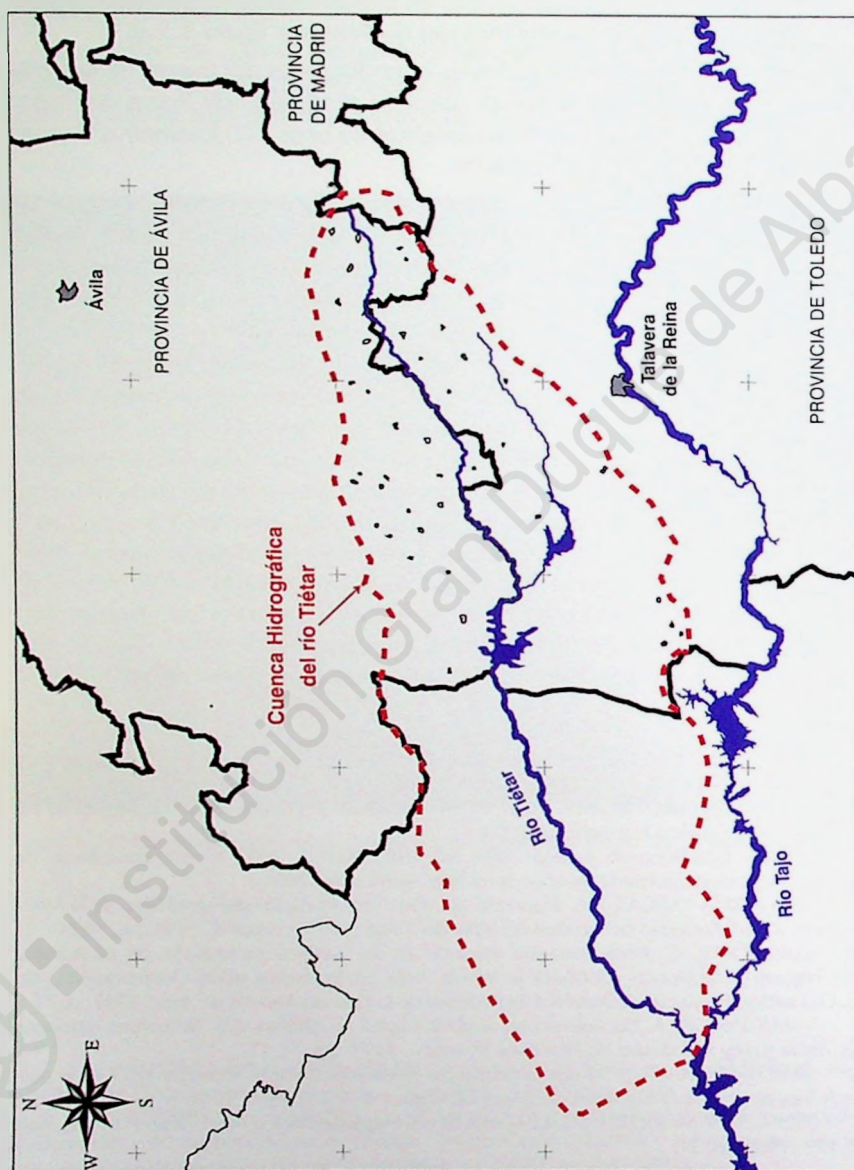 N
W
E
S
Ávila
PROVINCIA DE ÁVILA
PROVINCIA
DE MADRID
Cuenca Hidrográfica
del río Tiétar
Río Tiétar
Talavera
de la Reina
Río Tajo
PROVINCIA DE TOLEDO
Institución Gran Duque de Alba